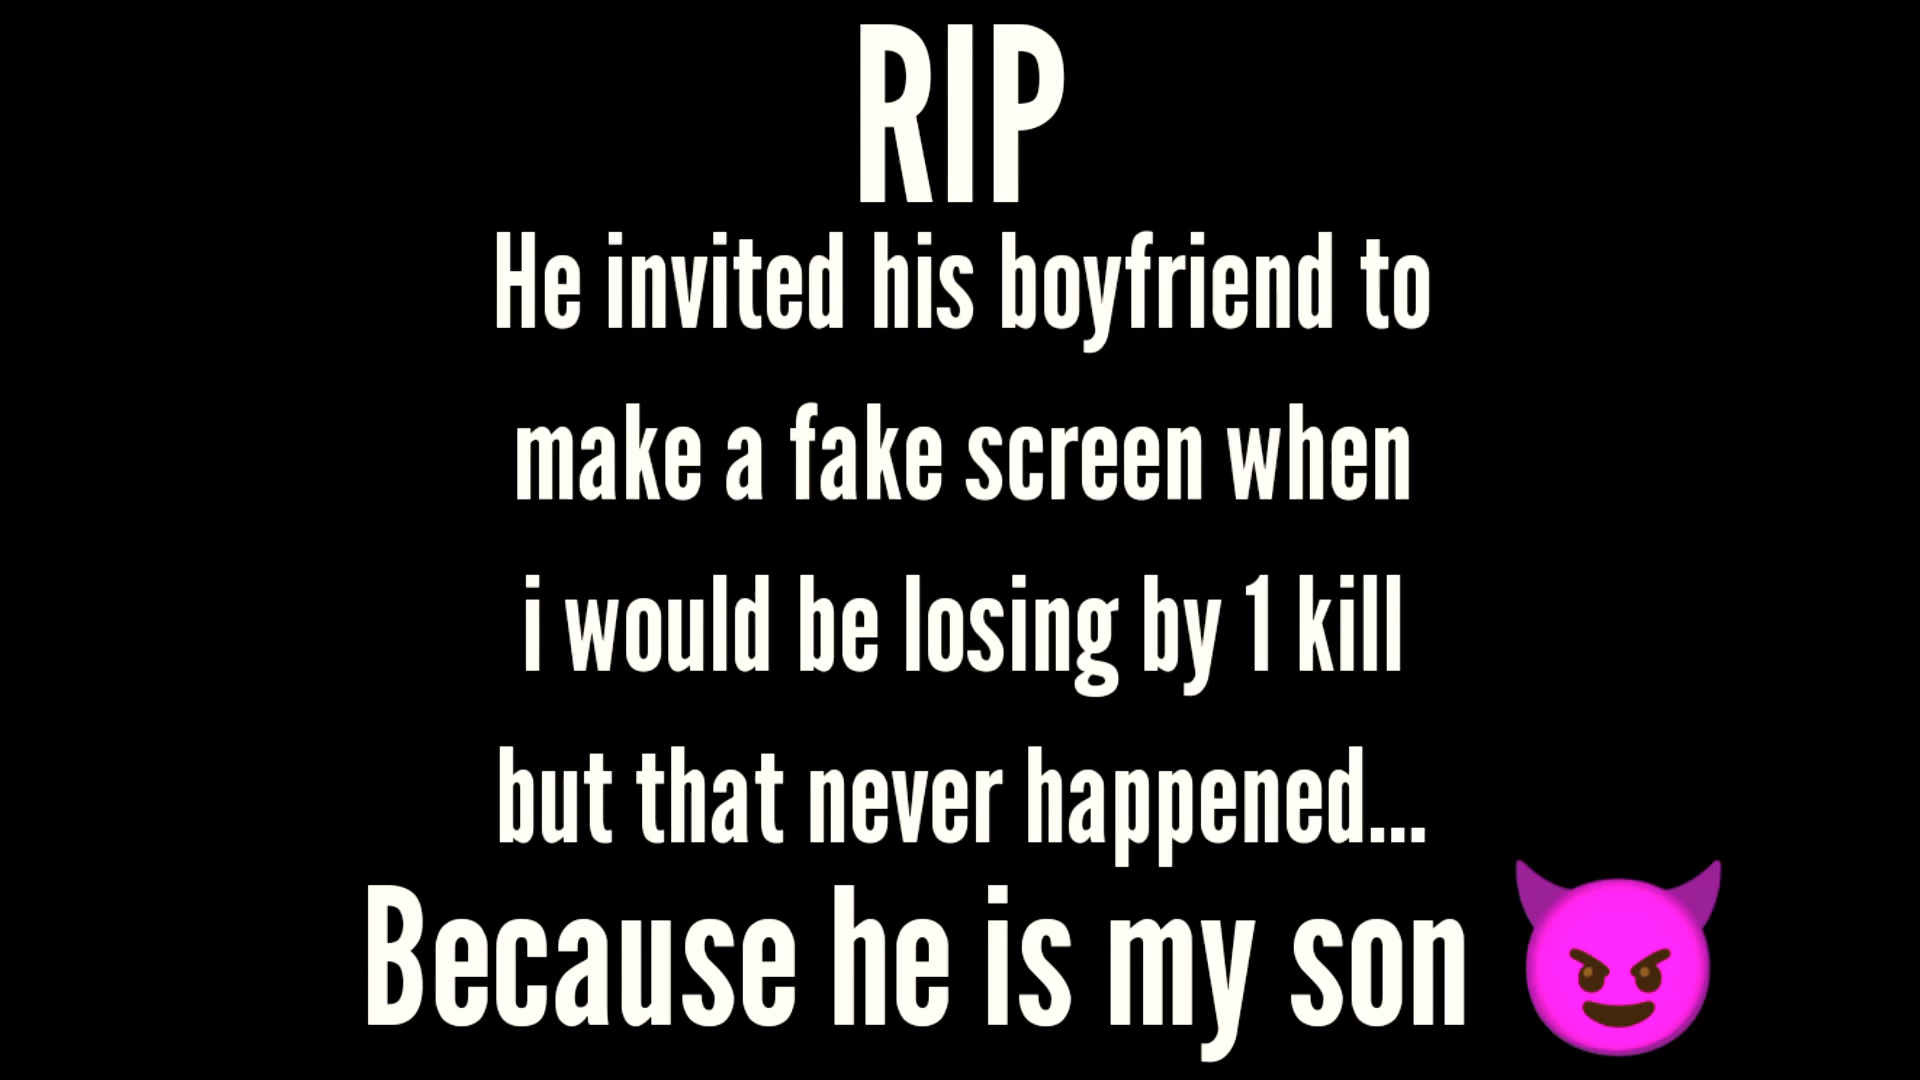 RIP
He invited his boyfriend to
make a fake screen when
i would be losing by 1 kill
but that never happened...
Because he is my son 😈